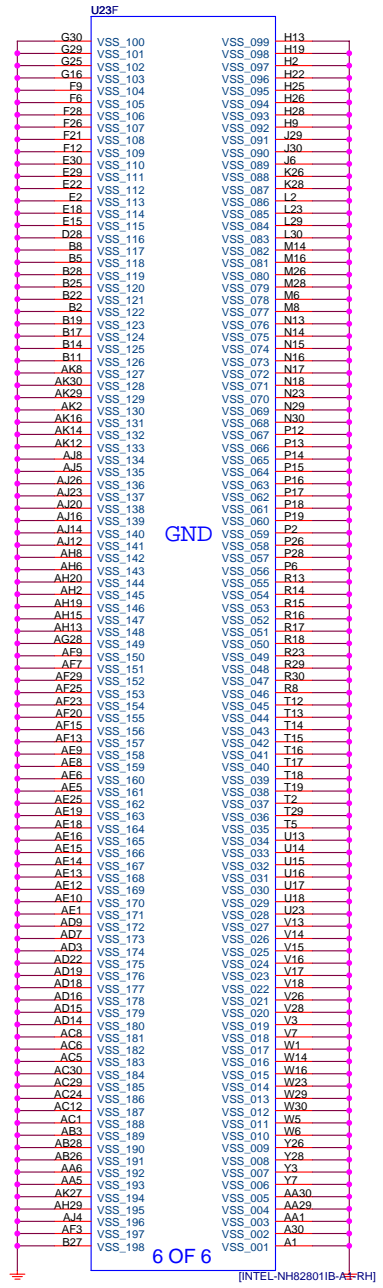 U23F
G30 VSS_100 VSS_099 H13
G29 VSS_101 VSS_098 H19
G25 VSS_102 VSS_097 H2
G16 VSS_103 VSS_096 H22
F9 VSS_104 VSS_095 H25
F6 VSS_105 VSS_094 H26
F28 VSS_106 VSS_093 H28
F26 VSS_107 VSS_092 H9
F21 VSS_108 VSS_091 J29
F12 VSS_109 VSS_090 J30
E30 VSS_110 VSS_089 J6
E29 VSS_111 VSS_088 K26
E22 VSS_112 VSS_087 K28
E2 VSS_113 VSS_086 L2
E18 VSS_114 VSS_085 L23
E15 VSS_115 VSS_084 L29
D28 VSS_116 VSS_083 L30
B8 VSS_117 VSS_082 M14
B5 VSS_118 VSS_081 M16
B28 VSS_119 VSS_080 M26
B25 VSS_120 VSS_079 M28
B22 VSS_121 VSS_078 M6
B2 VSS_122 VSS_077 M8
B19 VSS_123 VSS_076 N13
B17 VSS_124 VSS_075 N14
B14 VSS_125 VSS_074 N15
B11 VSS_126 VSS_073 N16
AK8 VSS_127 VSS_072 N17
AK30 VSS_128 VSS_071 N18
AK29 VSS_129 VSS_070 N23
AK2 VSS_130 VSS_069 N29
AK16 VSS_131 VSS_068 N30
AK14 VSS_132 VSS_067 P12
AK12 VSS_133 VSS_066 P13
AJ8 VSS_134 VSS_065 P14
AJ5 VSS_135 VSS_064 P15
AJ26 VSS_136 VSS_063 P16
AJ23 VSS_137 VSS_062 P17
AJ20 VSS_138 VSS_061 P18
AJ16 VSS_139 VSS_060 P19
AJ14 VSS_140 GND VSS_059 P2
AJ12 VSS_141 VSS_058 P26
AH8 VSS_142 VSS_057 P28
AH6 VSS_143 VSS_056 P6
AH20 VSS_144 VSS_055 R13
AH2 VSS_145 VSS_054 R14
AH19 VSS_146 VSS_053 R15
AH15 VSS_147 VSS_052 R16
AH13 VSS_148 VSS_051 R17
AG28 VSS_149 VSS_050 R18
AF9 VSS_150 VSS_049 R23
AF7 VSS_151 VSS_048 R29
AF29 VSS_152 VSS_047 R30
AF25 VSS_153 VSS_046 R8
AF23 VSS_154 VSS_045 T12
AF20 VSS_155 VSS_044 T13
AF15 VSS_156 VSS_043 T14
AF13 VSS_157 VSS_042 T15
AE9 VSS_158 VSS_041 T16
AE8 VSS_159 VSS_040 T17
AE6 VSS_160 VSS_039 T18
AE5 VSS_161 VSS_038 T19
AE25 VSS_162 VSS_037 T2
AE19 VSS_163 VSS_036 T29
AE18 VSS_164 VSS_035 T5
AE16 VSS_165 VSS_034 U13
AE15 VSS_166 VSS_033 U14
AE14 VSS_167 VSS_032 U15
AE13 VSS_168 VSS_031 U16
AE12 VSS_169 VSS_030 U17
AE10 VSS_170 VSS_029 U18
AE1 VSS_171 VSS_028 U23
AD9 VSS_172 VSS_027 V13
AD7 VSS_173 VSS_026 V14
AD3 VSS_174 VSS_025 V15
AD22 VSS_175 VSS_024 V16
AD19 VSS_176 VSS_023 V17
AD18 VSS_177 VSS_022 V18
AD16 VSS_178 VSS_021 V26
AD15 VSS_179 VSS_020 V28
AD14 VSS_180 VSS_019 V3
AC8 VSS_181 VSS_018 V7
AC6 VSS_182 VSS_017 W1
AC5 VSS_183 VSS_016 W14
AC30 VSS_184 VSS_015 W16
AC29 VSS_185 VSS_014 W23
AC24 VSS_186 VSS_013 W29
AC12 VSS_187 VSS_012 W30
AC1 VSS_188 VSS_011 W5
AB3 VSS_189 VSS_010 W6
AB28 VSS_190 VSS_009 Y26
AB26 VSS_191 VSS_008 Y28
AA6 VSS_192 VSS_007 Y3
AA5 VSS_193 VSS_006 Y7
AK27 VSS_194 VSS_005 AA30
AH29 VSS_195 VSS_004 AA29
AJ4 VSS_196 VSS_003 AA1
AF3 VSS_197 VSS_002 A30
B27 VSS_198 VSS_001 A1
6 OF 6
[INTEL-NH82801IB-A1-RH]